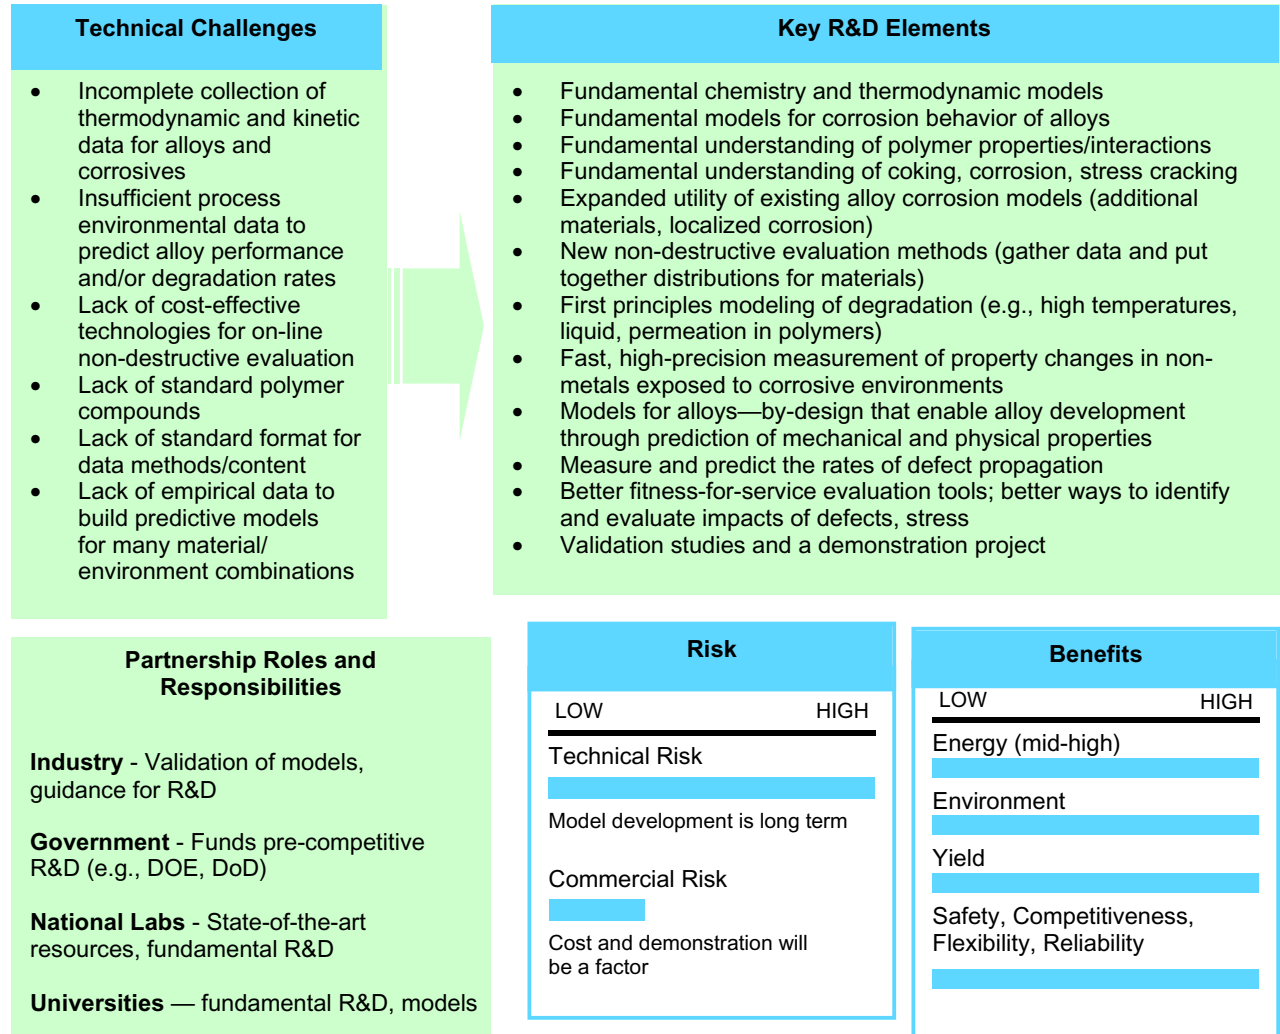 Technical Challenges
• Incomplete collection of
thermodynamic and kinetic
data for alloys and
corrosives
• Insufficient process
environmental data to
predict alloy performance
and/or degradation rates
• Lack of cost-effective
technologies for on-line
non-destructive evaluation
• Lack of standard polymer
compounds
• Lack of standard format for
data methods/content
• Lack of empirical data to
build predictive models
for many material/
environment combinations
Key R&D Elements
• Fundamental chemistry and thermodynamic models
• Fundamental models for corrosion behavior of alloys
• Fundamental understanding of polymer properties/interactions
• Fundamental understanding of coking, corrosion, stress cracking
• Expanded utility of existing alloy corrosion models (additional
materials, localized corrosion)
• New non-destructive evaluation methods (gather data and put
together distributions for materials)
• First principles modeling of degradation (e.g., high temperatures,
liquid, permeation in polymers)
• Fast, high-precision measurement of property changes in non-
metals exposed to corrosive environments
• Models for alloys—by-design that enable alloy development
through prediction of mechanical and physical properties
• Measure and predict the rates of defect propagation
• Better fitness-for-service evaluation tools; better ways to identify
and evaluate impacts of defects, stress
• Validation studies and a demonstration project
Partnership Roles and
Responsibilities
Industry - Validation of models,
guidance for R&D
Government - Funds pre-competitive
R&D (e.g., DOE, DoD)
National Labs - State-of-the-art
resources, fundamental R&D
Universities — fundamental R&D, models
Risk
LOW HIGH
Technical Risk
Model development is long term
Commercial Risk
Cost and demonstration will
be a factor
Benefits
LOW HIGH
Energy (mid-high)
Environment
Yield
Safety, Competitiveness,
Flexibility, Reliability